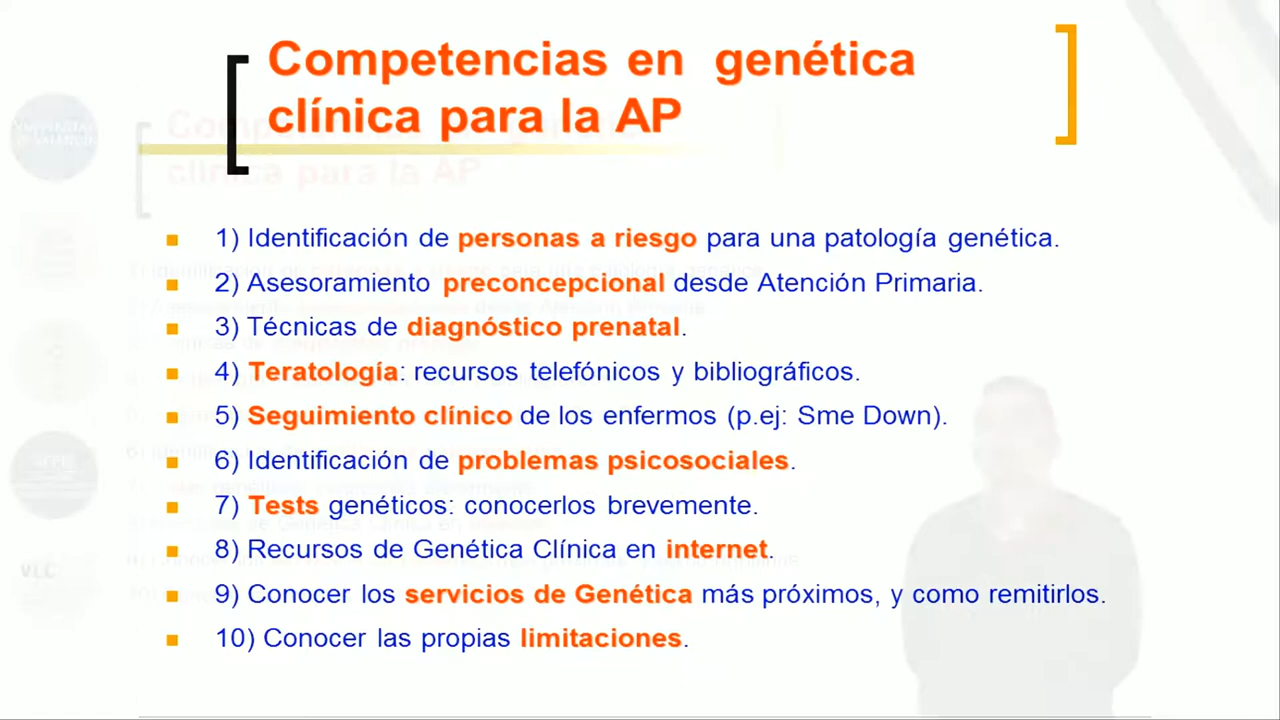 Competencias en genética
clínica para la AP
1) Identificación de personas a riesgo para una patología genética.
2) Asesoramiento preconcepcional desde Atención Primaria.
3) Técnicas de diagnóstico prenatal.
4) Teratología: recursos telefónicos y bibliográficos.
5) Seguimiento clínico de los enfermos (p.ej: Sme Down).
6) Identificación de problemas psicosociales.
7) Tests genéticos: conocerlos brevemente.
8) Recursos de Genética Clínica en internet.
9) Conocer los servicios de Genética más próximos, y como remitirlos.
10) Conocer las propias limitaciones.
VLC